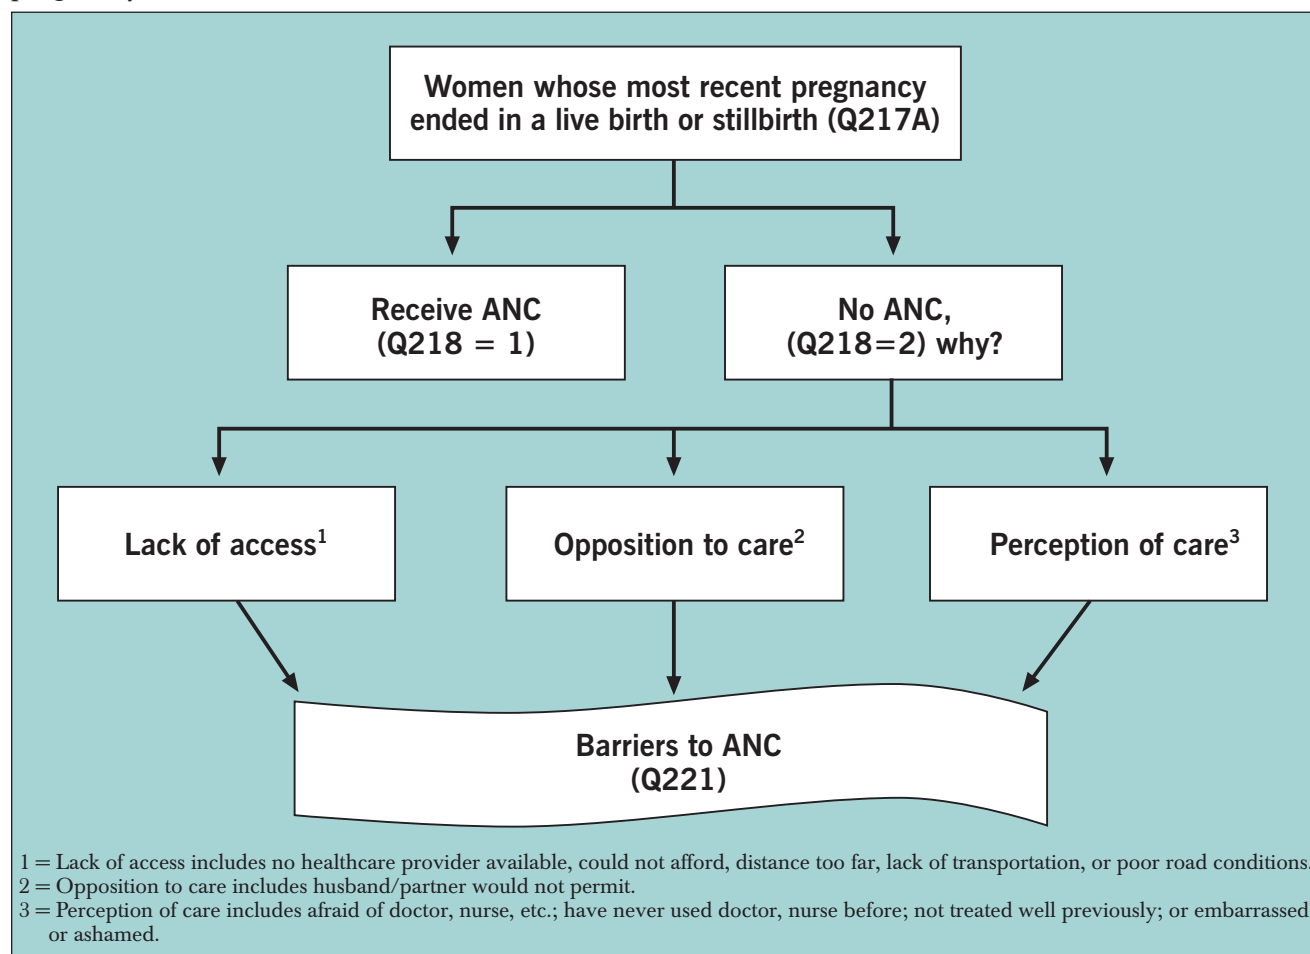 Women whose most recent pregnancy
ended in a live birth or stillbirth (Q217A)
Receive ANC
(Q218 = 1)
No ANC,
(Q218=2) why?
Lack of access1
Opposition to care2
Perception of care3
Barriers to ANC
(Q221)
1 = Lack of access includes no healthcare provider available, could not afford, distance too far, lack of transportation, or poor road conditions.
2 = Opposition to care includes husband/partner would not permit.
3 = Perception of care includes afraid of doctor, nurse, etc.; have never used doctor, nurse before; not treated well previously; or embarrassed
or ashamed.